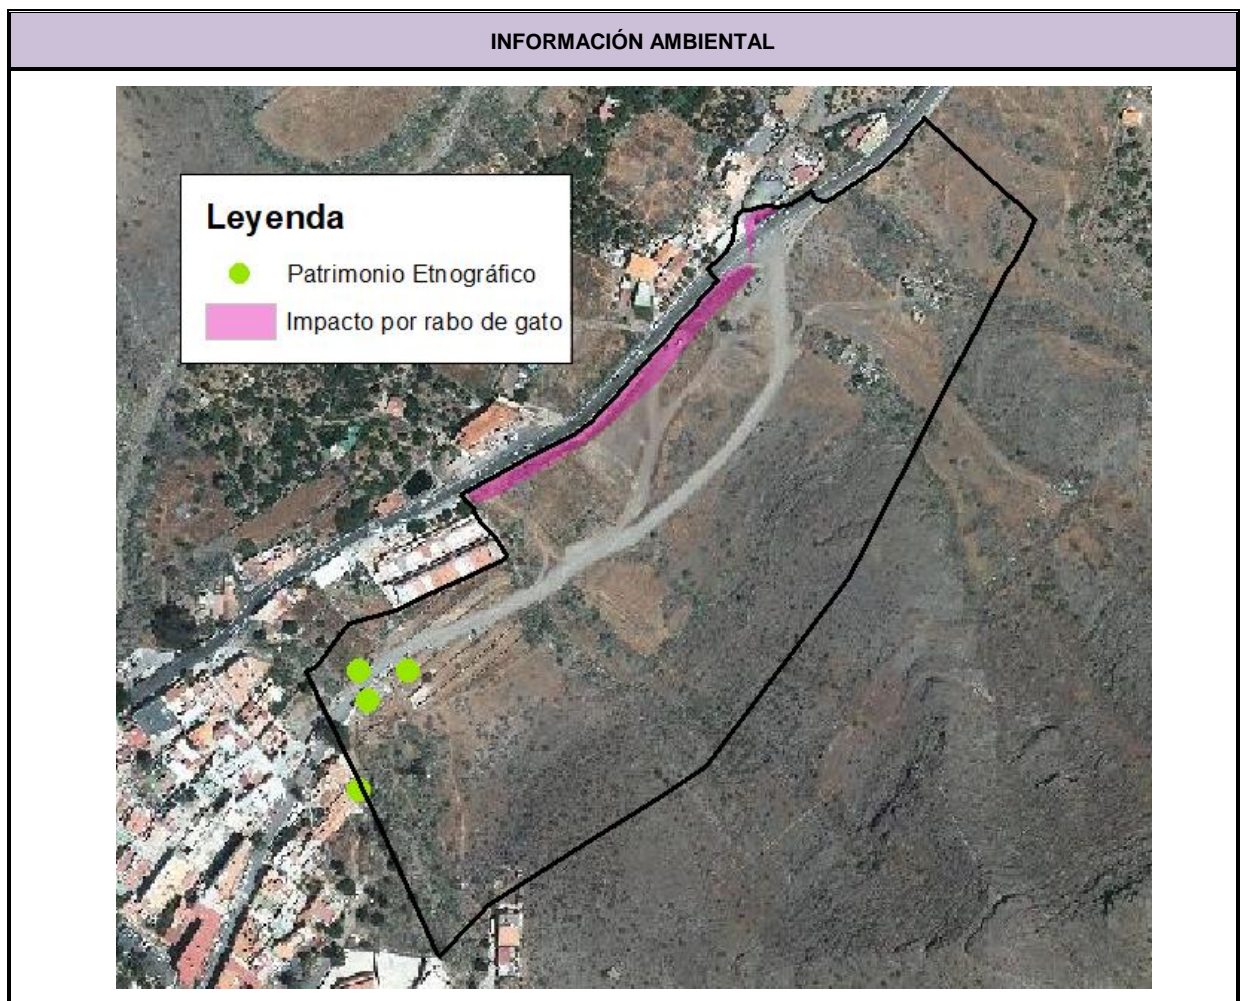 INFORMACIÓN AMBIENTAL
Leyenda
Patrimonio Etnográfico
Impacto por rabo de gato